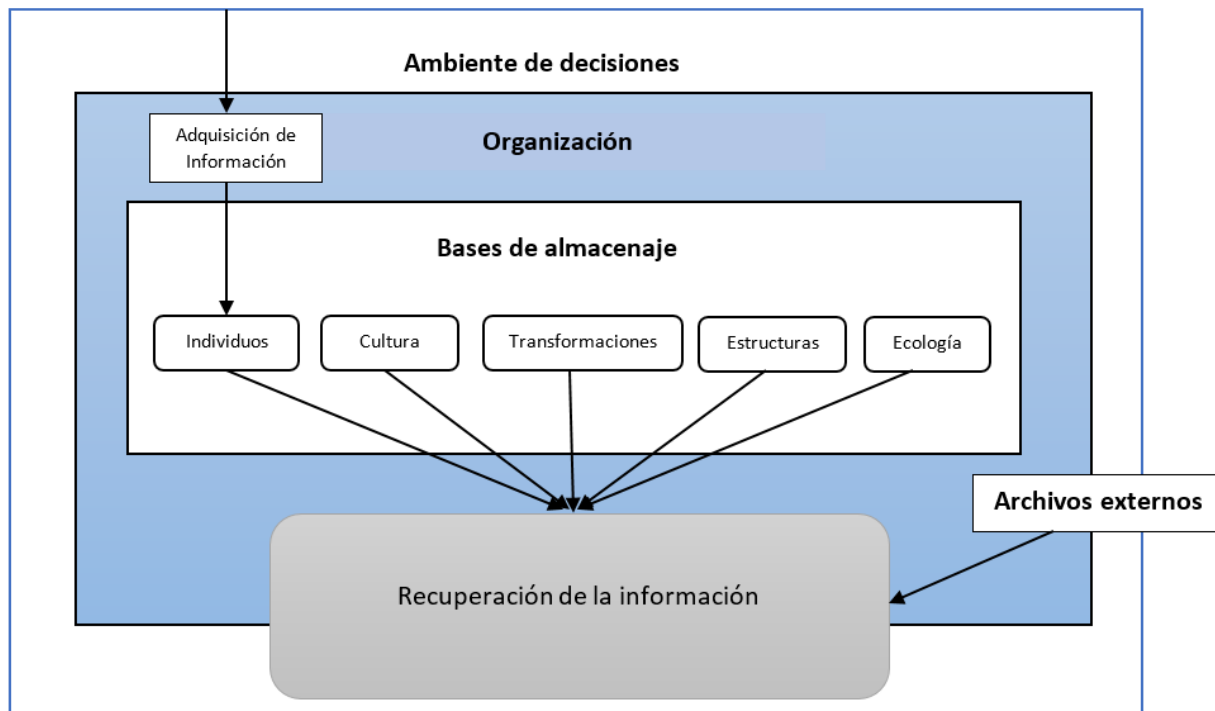 Ambiente de decisiones
Adquisición de
Información
Organización
Bases de almacenaje
Individuos
Cultura
Transformaciones
Estructuras
Ecología
Archivos externos
Recuperación de la información